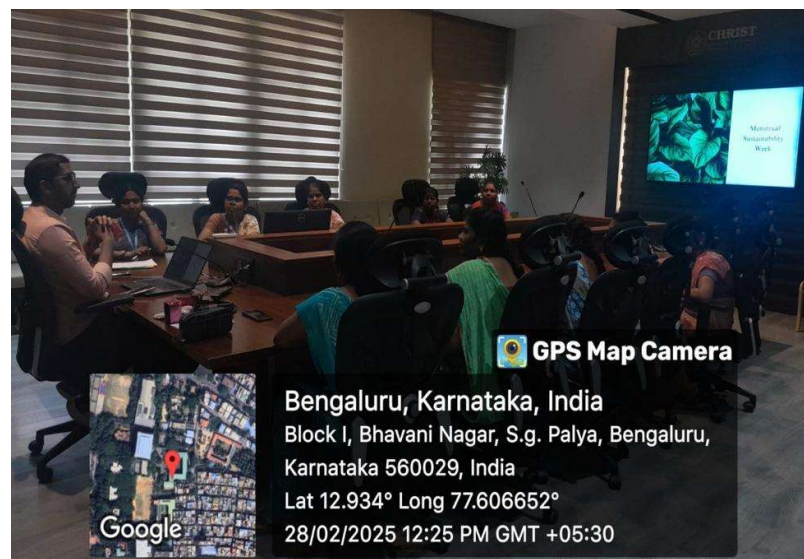 CHRIST
Menstrual
Sustainability
Week
GPS Map Camera
Bengaluru, Karnataka, India
Block I, Bhavani Nagar, S.g. Palya, Bengaluru,
Karnataka 560029, India
Lat 12.934° Long 77.606652°
28/02/2025 12:25 PM GMT +05:30
Google